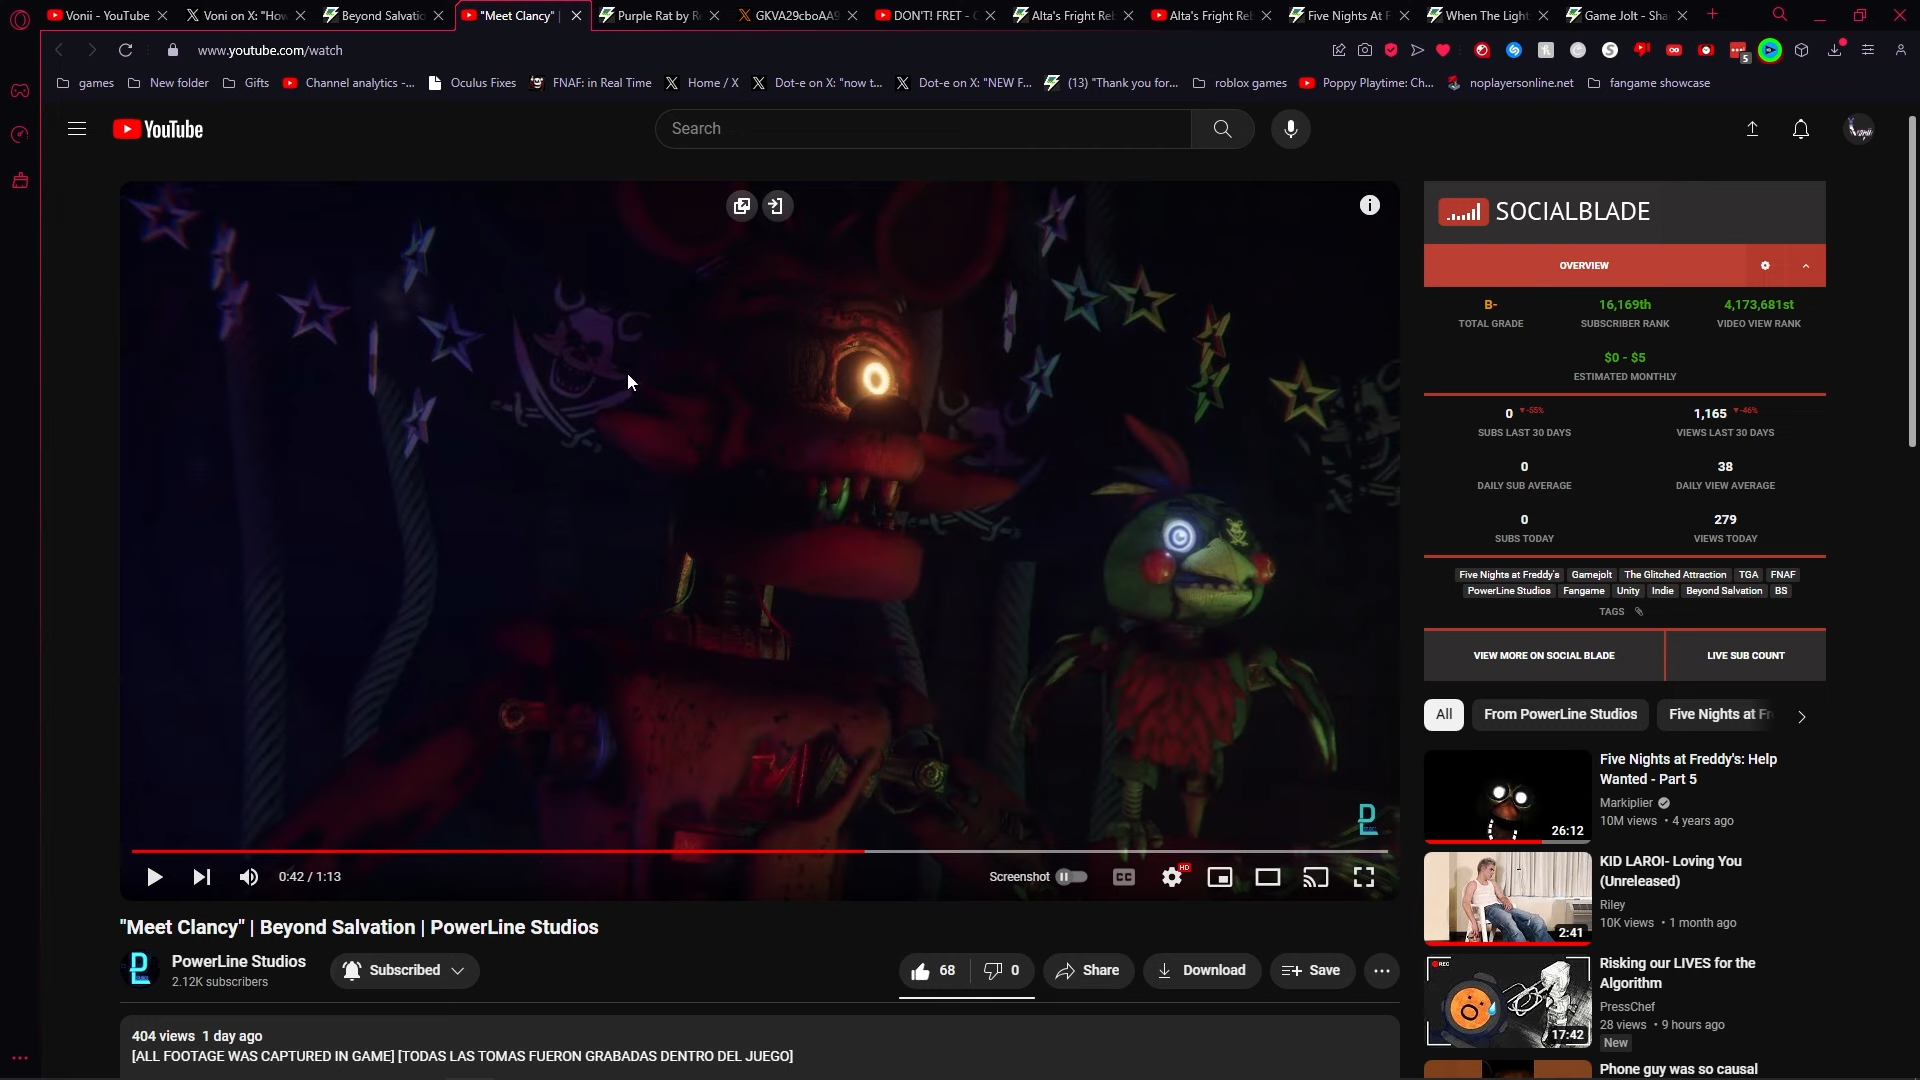 Vonii - YouTube
Voni on X: "How
Beyond Salvatio
"Meet Clancy" |
Purple Rat by R
GKVA29cboAA9
DON'T! FRET - C
Alta's Fright Re
Alta's Fright Re
Five Nights At F
When The Light
Game Jolt - Sha
www.youtube.com/watch
5
games
New folder
Gifts
Channel analytics -...
Oculus Fixes
FNAF: in Real Time
Home / X
Dot-e on X: "now t...
Dot-e on X: "NEW F...
(13) "Thank you for...
roblox games
Poppy Playtime: Ch...
noplayersonline.net
fangame showcase
YouTube
Search
SOCIALBLADE
OVERVIEW
B-
16,169th
4,173,681st
TOTAL GRADE
SUBSCRIBER RANK
VIDEO VIEW RANK
$0 - $5
ESTIMATED MONTHLY
0 ▼-55%
1,165 ▼-46%
SUBS LAST 30 DAYS
VIEWS LAST 30 DAYS
0
38
DAILY SUB AVERAGE
DAILY VIEW AVERAGE
0
279
SUBS TODAY
VIEWS TODAY
Five Nights at Freddy's Gamejolt The Glitched Attraction TGA FNAF
PowerLine Studios Fangame Unity Indie Beyond Salvation BS
TAGS
VIEW MORE ON SOCIAL BLADE
LIVE SUB COUNT
0:42 / 1:13
Screenshot
CC
HD
"Meet Clancy" | Beyond Salvation | PowerLine Studios
PowerLine Studios
2.12K subscribers
Subscribed
68
0
Share
Download
Save
404 views 1 day ago
[ALL FOOTAGE WAS CAPTURED IN GAME] [TODAS LAS TOMAS FUERON GRABADAS DENTRO DEL JUEGO]
All
From PowerLine Studios
Five Nights at Fr
Five Nights at Freddy's: Help
Wanted - Part 5
Markiplier
10M views • 4 years ago
26:12
KID LAROI- Loving You
(Unreleased)
Riley
10K views • 1 month ago
2:41
REC
Risking our LIVES for the
Algorithm
PressChef
28 views • 9 hours ago
New
17:42
Phone guy was so causal